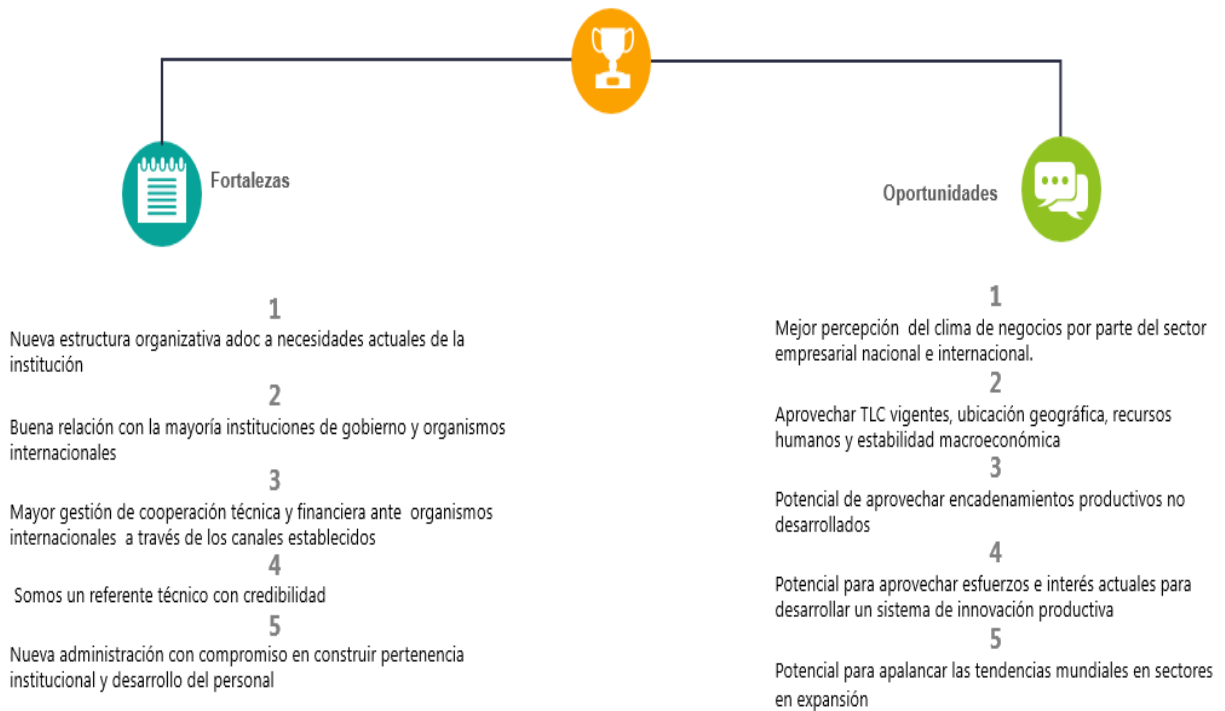 Fortalezas
1
Nueva estructura organizativa adoc a necesidades actuales de la
institución
2
Buena relación con la mayoría instituciones de gobierno y organismos
internacionales
3
Mayor gestión de cooperación técnica y financiera ante organismos
internacionales a través de los canales establecidos
4
Somos un referente técnico con credibilidad
5
Nueva administración con compromiso en construir pertenencia
institucional y desarrollo del personal
Oportunidades
1
Mejor percepción del clima de negocios por parte del sector
empresarial nacional e internacional.
2
Aprovechar TLC vigentes, ubicación geográfica, recursos
humanos y estabilidad macroeconómica
3
Potencial de aprovechar encadenamientos productivos no
desarrollados
4
Potencial para aprovechar esfuerzos e interés actuales para
desarrollar un sistema de innovación productiva
5
Potencial para apalancar las tendencias mundiales en sectores
en expansión